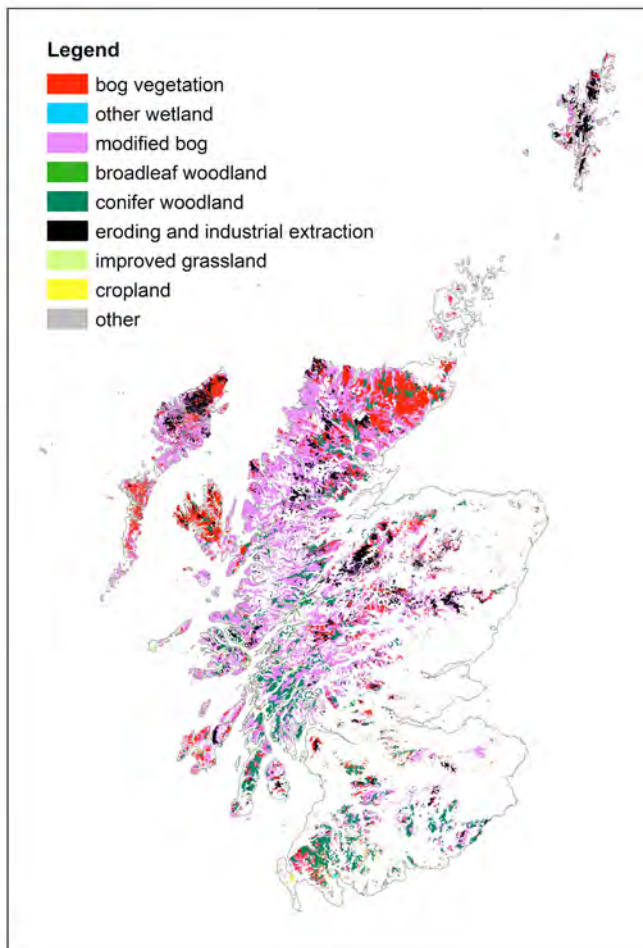 Legend
bog vegetation
other wetland
modified bog
broadleaf woodland
conifer woodland
eroding and industrial extraction
improved grassland
cropland
other